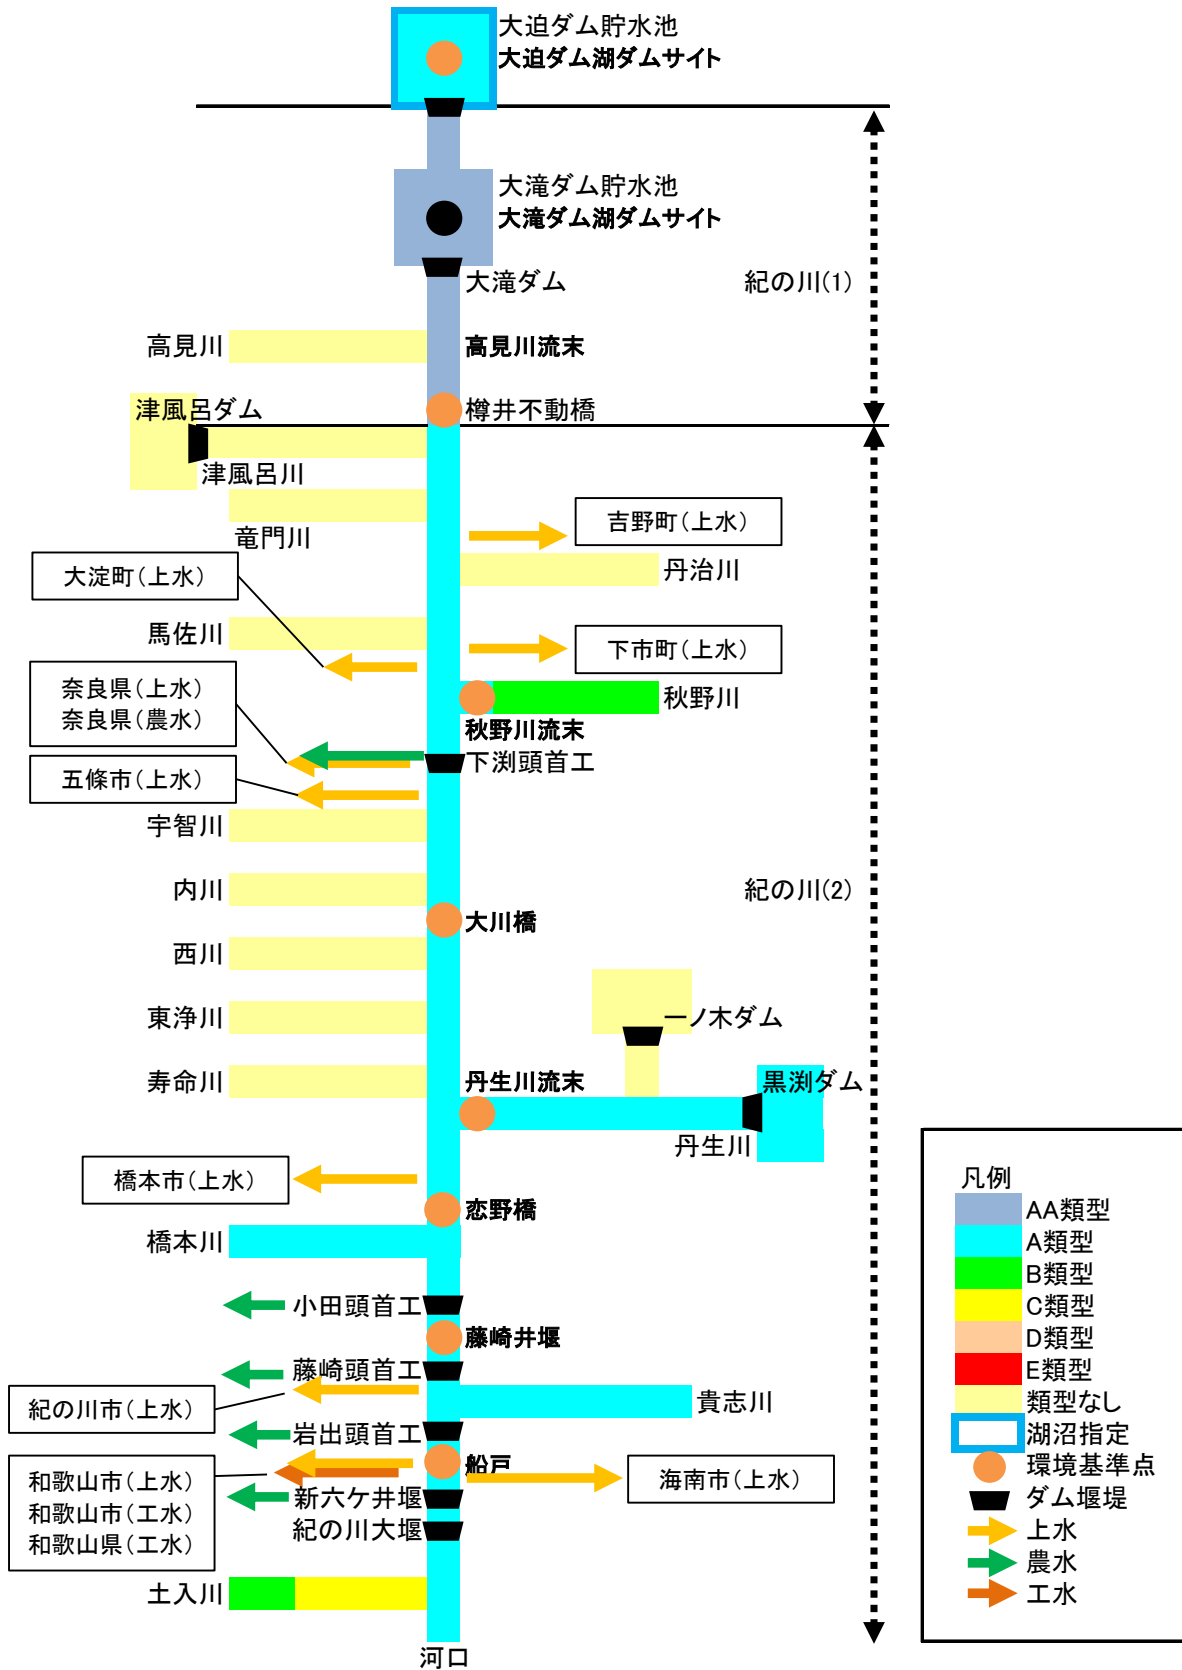 大迫ダム貯水池
大迫ダム湖ダムサイト
大滝ダム貯水池
大滝ダム湖ダムサイト
大滝ダム
紀の川(1)
高見川
高見川流末
樽井不動橋
津風呂ダム
津風呂川
竜門川
吉野町(上水)
丹治川
大淀町(上水)
馬佐川
下市町(上水)
奈良県(上水)
奈良県(農水)
秋野川
秋野川流末
下渕頭首工
五條市(上水)
宇智川
内川
紀の川(2)
大川橋
西川
東浄川
一ノ木ダム
寿命川
丹生川流末
黒渕ダム
丹生川
橋本市(上水)
恋野橋
橋本川
小田頭首工
藤崎井堰
藤崎頭首工
紀の川市(上水)
貴志川
岩出頭首工
船戸
海南市(上水)
和歌山市(上水)
和歌山市(工水)
和歌山県(工水)
新六ケ井堰
紀の川大堰
土入川
河口
凡例
AA類型
A類型
B類型
C類型
D類型
E類型
類型なし
湖沼指定
環境基準点
ダム堰堤
上水
農水
工水